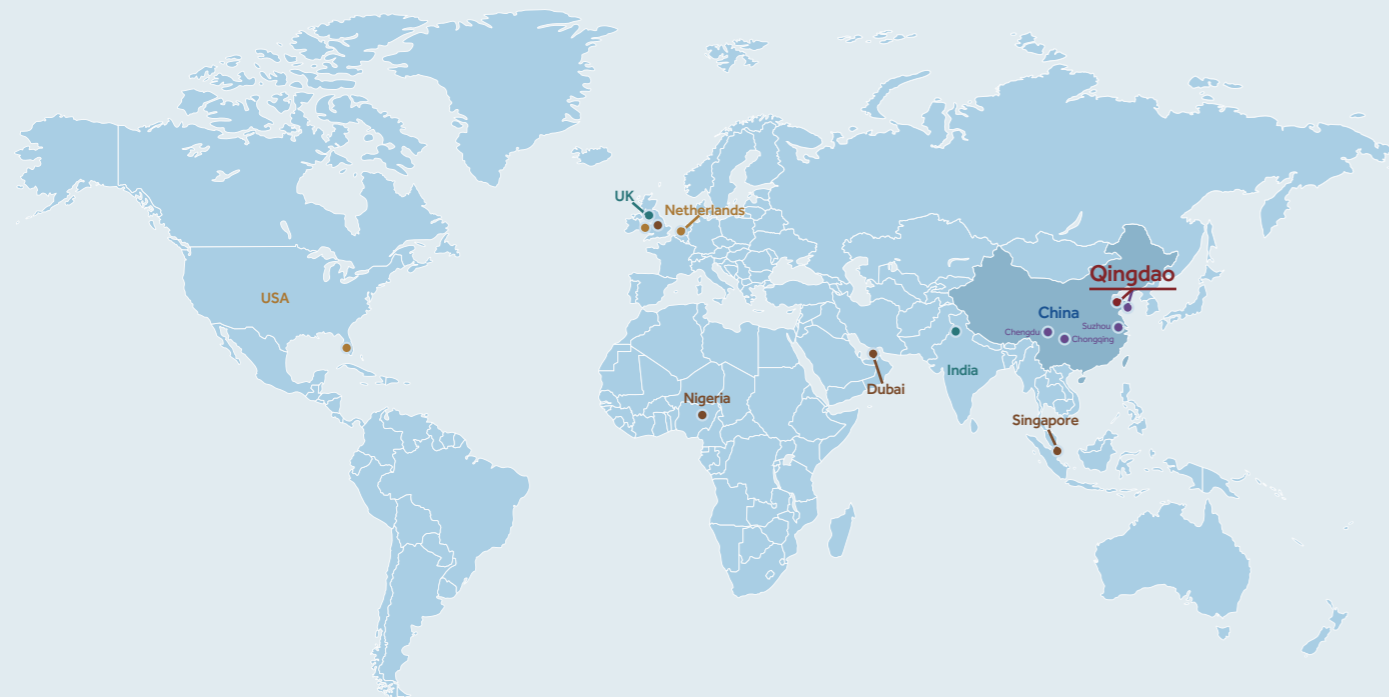 UK
Netherlands
Qingdao
USA
China
Suzhou
Chengdu
Chongqing
India
Dubai
Nigeria
Singapore